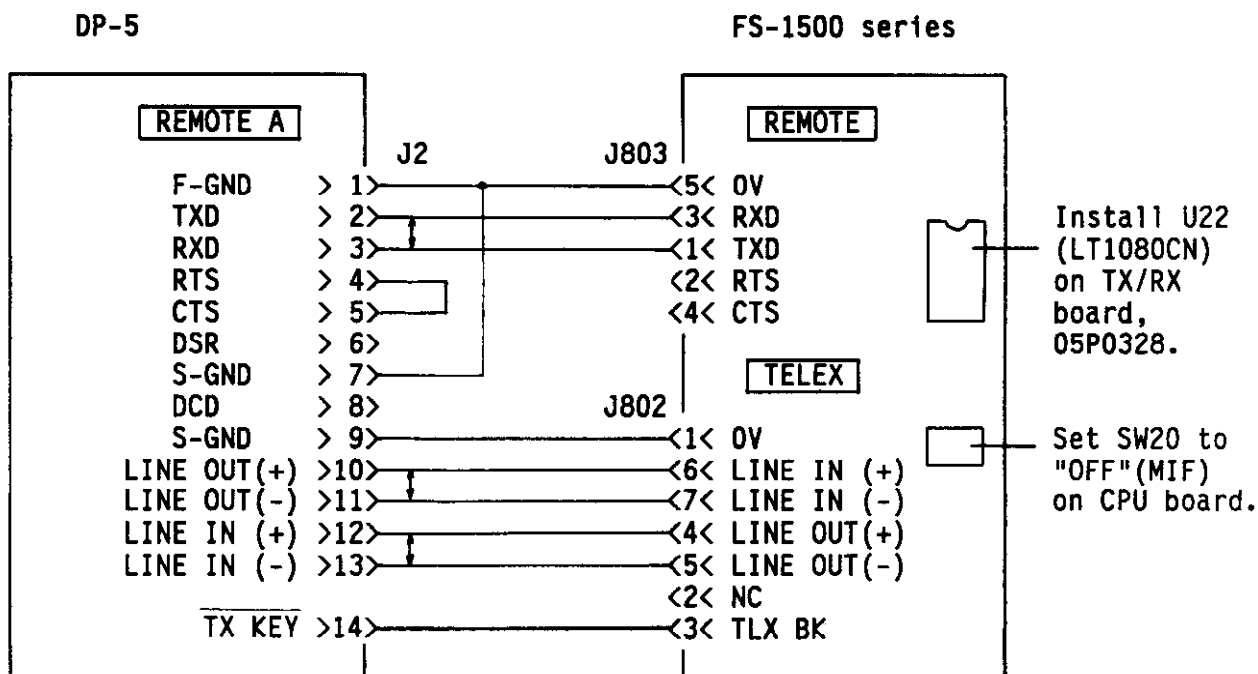 DP-5 FS-1500 series
REMOTE A REMOTE
J2 J803
F-GND > 1> <5< 0V
TXD > 2> <3< RXD
RXD > 3> <1< TXD
RTS > 4> <2< RTS
CTS > 5> <4< CTS
DSR > 6>
S-GND > 7> TELEX
DCD > 8> J802
S-GND > 9> <1< 0V
LINE OUT(+) >10> <6< LINE IN (+)
LINE OUT(-) >11> <7< LINE IN (-)
LINE IN (+) >12> <4< LINE OUT(+)
LINE IN (-) >13> <5< LINE OUT(-)
<2< NC
TX KEY >14> <3< TLX BK
Install U22
(LT1080CN)
on TX/RX
board,
05P0328.
Set SW20 to
"OFF"(MIF)
on CPU board.